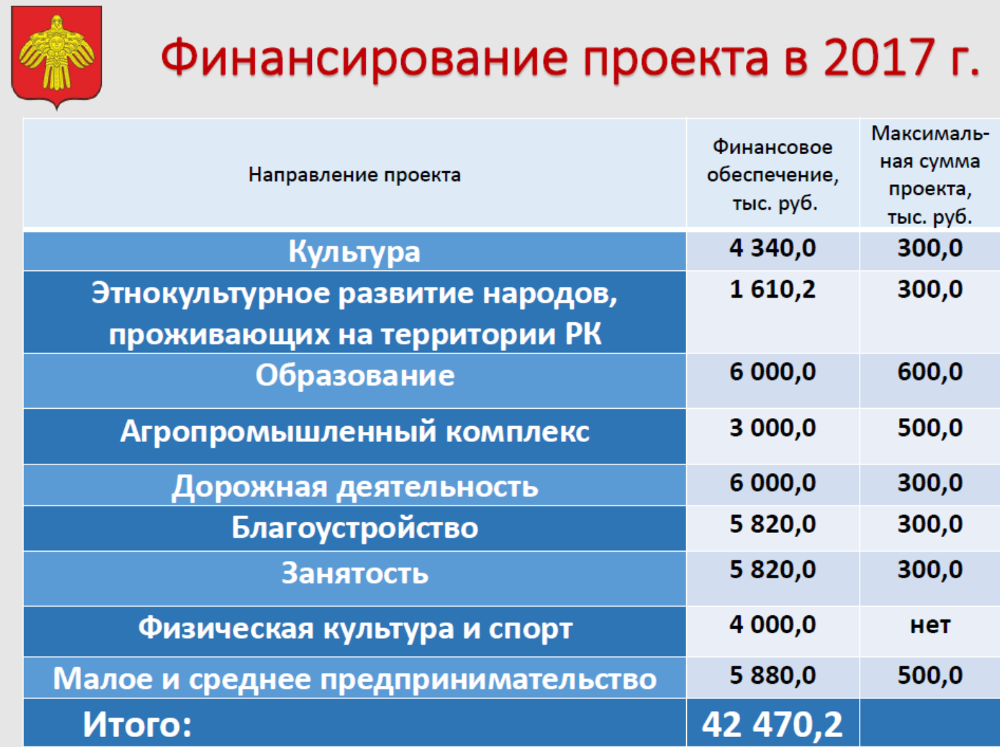 Финансирование проекта в 2017 г.
Направление проекта
Финансовое
обеспечение,
тыс. руб.
Максималь-
ная сумма
проекта,
тыс. руб.
Культура 4 340,0 300,0
Этнокультурное развитие народов, 1 610,2 300,0
проживающих на территории РК
Образование 6 000,0 600,0
Агропромышленный комплекс 3 000,0 500,0
Дорожная деятельность 6 000,0 300,0
Благоустройство 5 820,0 300,0
Занятость 5 820,0 300,0
Физическая культура и спорт 4 000,0 нет
Малое и среднее предпринимательство 5 880,0 500,0
Итого: 42 470,2